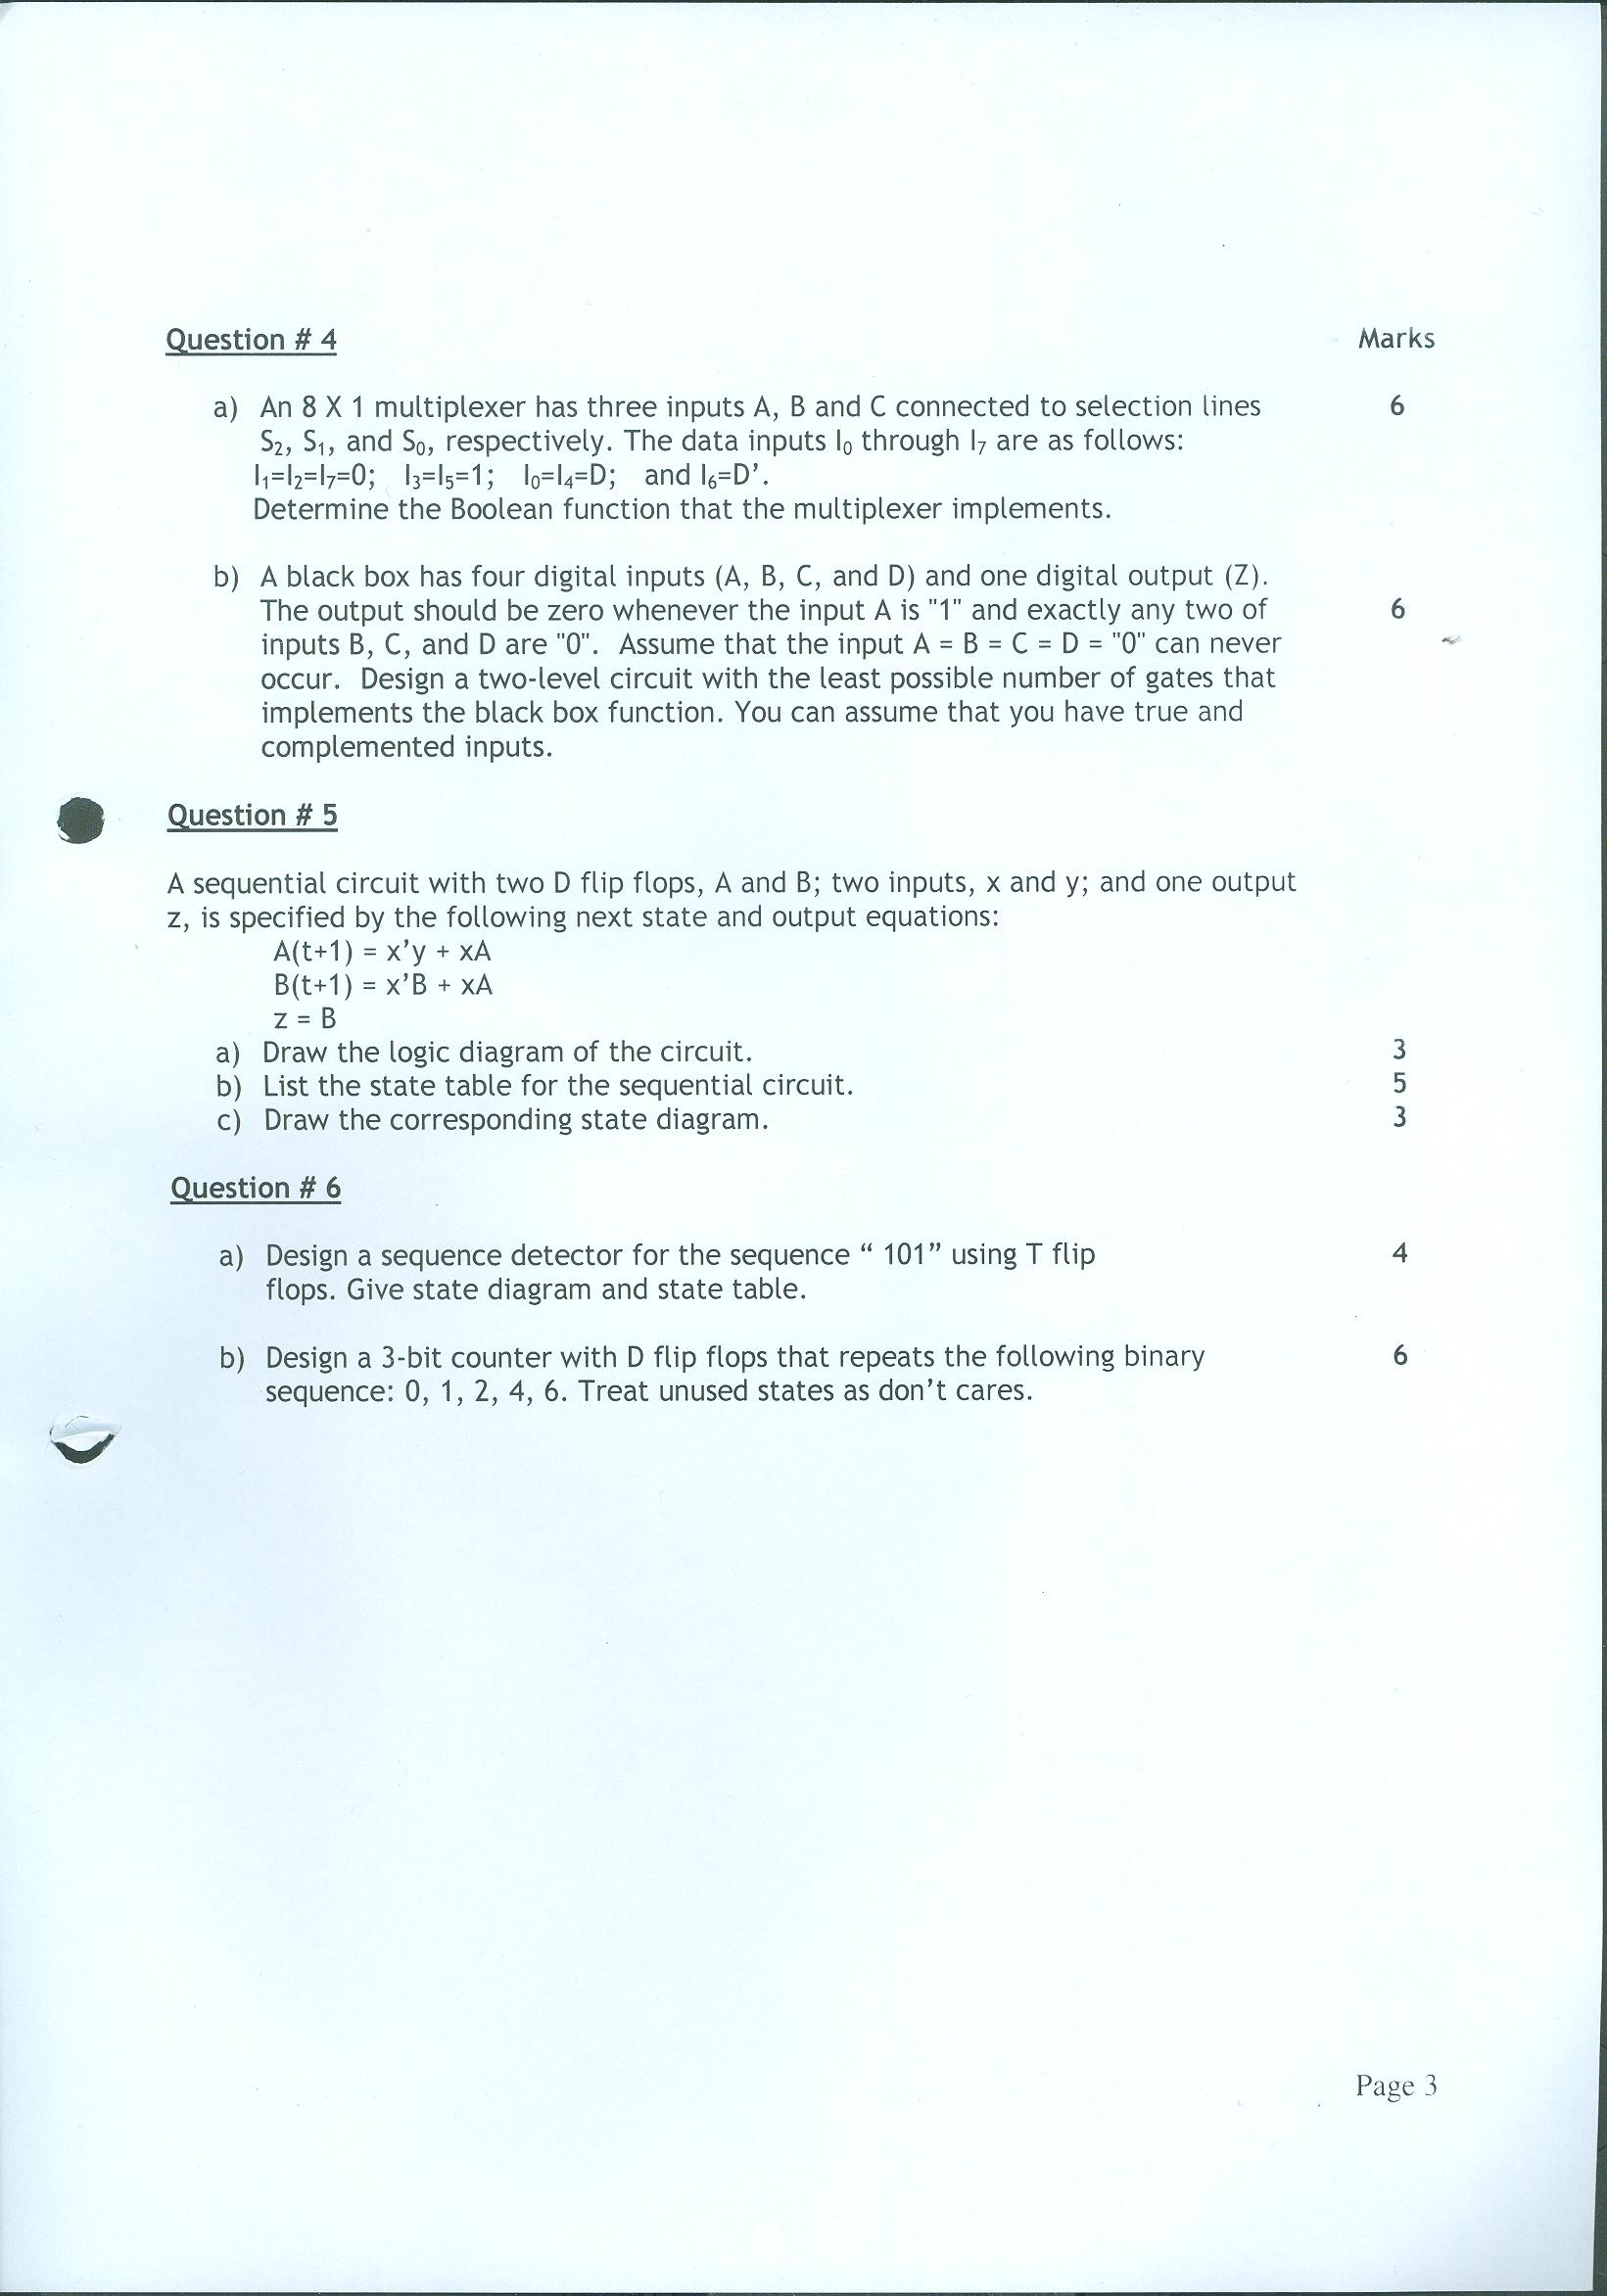 Question # 4 Marks
a) An 8 X 1 multiplexer has three inputs A, B and C connected to selection lines 6
S₂, S₁, and S₀, respectively. The data inputs I₀ through I₇ are as follows:
I₁=I₂=I₇=0; I₃=I₅=1; I₀=I₄=D; and I₆=D’.
Determine the Boolean function that the multiplexer implements.
b) A black box has four digital inputs (A, B, C, and D) and one digital output (Z).
The output should be zero whenever the input A is "1" and exactly any two of 6
inputs B, C, and D are "0". Assume that the input A = B = C = D = "0" can never
occur. Design a two-level circuit with the least possible number of gates that
implements the black box function. You can assume that you have true and
complemented inputs.
Question # 5
A sequential circuit with two D flip flops, A and B; two inputs, x and y; and one output
z, is specified by the following next state and output equations:
A(t+1) = x’y + xA
B(t+1) = x’B + xA
z = B
a) Draw the logic diagram of the circuit. 3
b) List the state table for the sequential circuit. 5
c) Draw the corresponding state diagram. 3
Question # 6
a) Design a sequence detector for the sequence “ 101” using T flip 4
flops. Give state diagram and state table.
b) Design a 3-bit counter with D flip flops that repeats the following binary 6
sequence: 0, 1, 2, 4, 6. Treat unused states as don’t cares.
Page 3